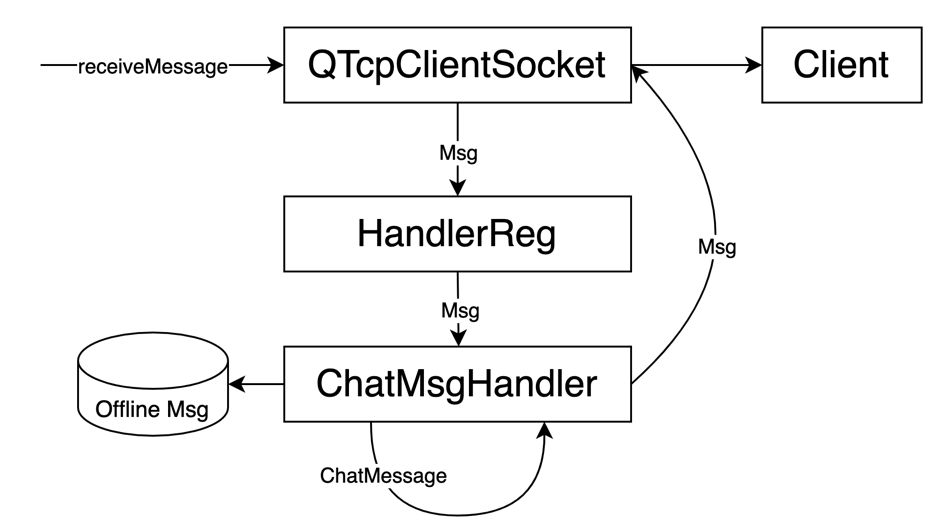 receiveMessage
QTcpClientSocket
Client
Msg
HandlerReg
Msg
Msg
ChatMsgHandler
Offline Msg
ChatMessage